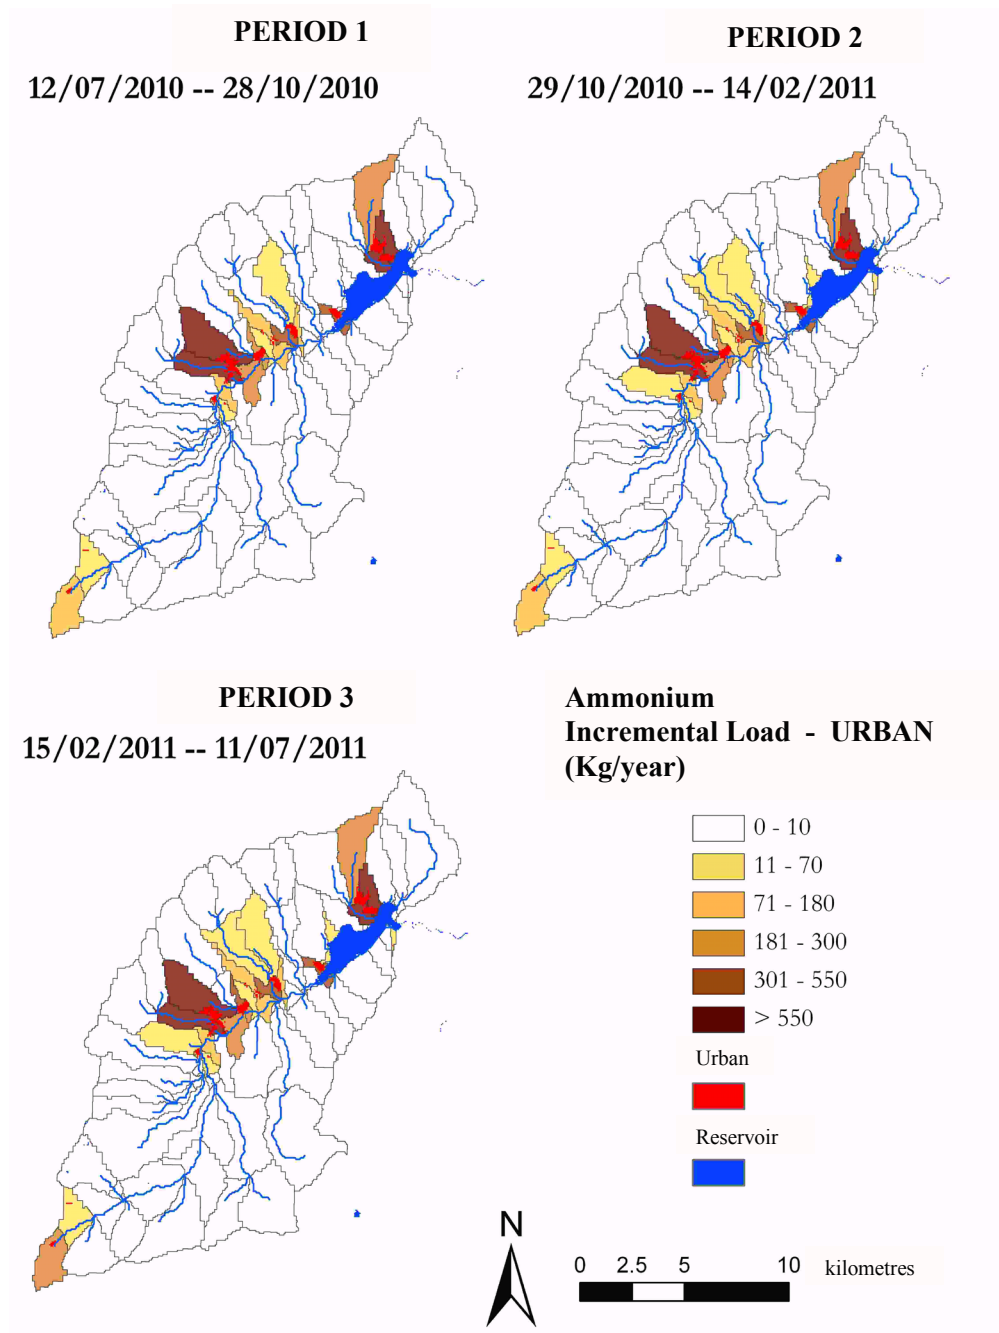 PERIOD 1
12/07/2010 -- 28/10/2010
PERIOD 2
29/10/2010 -- 14/02/2011
PERIOD 3
15/02/2011 -- 11/07/2011
Ammonium
Incremental Load - URBAN
(Kg/year)
0 - 10
11 - 70
71 - 180
181 - 300
301 - 550
> 550
Urban
Reservoir
N
0 2.5 5 10 kilometres